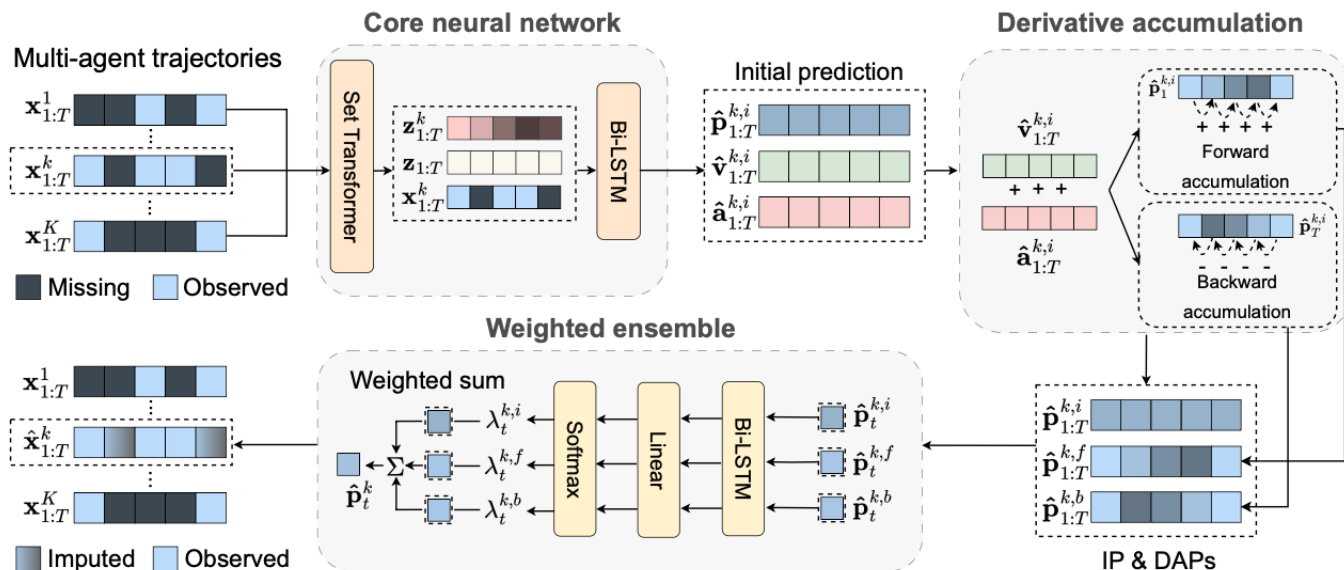 Core neural network
Derivative accumulation
Multi-agent trajectories
x^1_{1:T}
x^k_{1:T}
x^K_{1:T}
Missing
Observed
Set Transformer
z^k_{1:T}
z_{1:T}
x^k_{1:T}
Bi-LSTM
Initial prediction
p̂^{k,i}_{1:T}
v̂^{k,i}_{1:T}
â^{k,i}_{1:T}
v̂^{k,i}_{1:T}
+ + +
â^{k,i}_{1:T}
p̂^{k,i}_1
+ + + +
Forward
accumulation
p̂^{k,i}_T
- - - -
Backward
accumulation
Weighted ensemble
x^1_{1:T}
x̂^k_{1:T}
x^K_{1:T}
Imputed
Observed
Weighted sum
p̂^k_t
Σ
λ^{k,i}_t
λ^{k,f}_t
λ^{k,b}_t
Softmax
Linear
Bi-LSTM
p̂^{k,i}_t
p̂^{k,f}_t
p̂^{k,b}_t
p̂^{k,i}_{1:T}
p̂^{k,f}_{1:T}
p̂^{k,b}_{1:T}
IP & DAPs